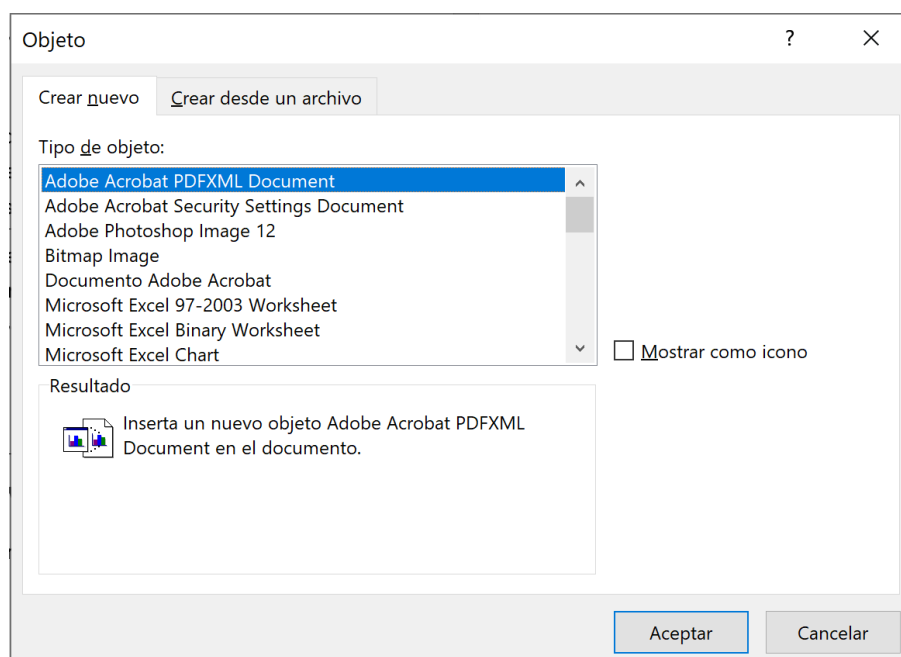 Objeto
?
Crear nuevo
Crear desde un archivo
Tipo de objeto:
Adobe Acrobat PDFXML Document
Adobe Acrobat Security Settings Document
Adobe Photoshop Image 12
Bitmap Image
Documento Adobe Acrobat
Microsoft Excel 97-2003 Worksheet
Microsoft Excel Binary Worksheet
Microsoft Excel Chart
Mostrar como icono
Resultado
Inserta un nuevo objeto Adobe Acrobat PDFXML
Document en el documento.
Aceptar
Cancelar